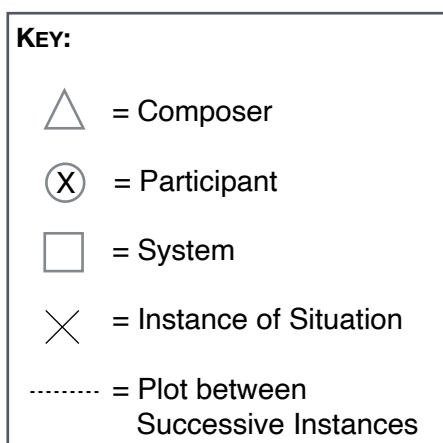 KEY:
= Composer
X = Participant
= System
= Instance of Situation
= Plot between
Successive Instances